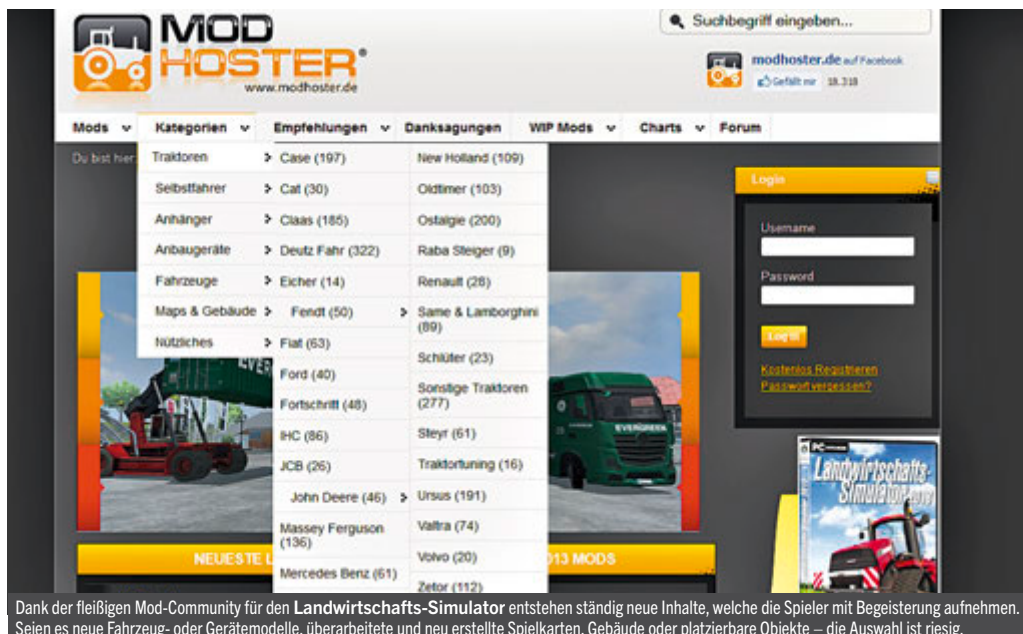 MOD
HOSTER®
www.modhoster.de
Suchbegriff eingeben...
modhoster.de auf Facebook
Gefällt mir 18.318
Mods Kategorien Empfehlungen Danksagungen WIP Mods Charts Forum
Du bist hier:
Traktoren
Selbstfahrer
Anhänger
Anbaugeräte
Fahrzeuge
Maps & Gebäude
Nützliches
Case (197)
Cat (30)
Claas (185)
Deutz Fahr (322)
Eicher (14)
Fendt (50)
Fiat (63)
Ford (40)
Fortschritt (48)
IHC (86)
JCB (26)
John Deere (46)
Massey Ferguson
(136)
Mercedes Benz (61)
New Holland (109)
Oldtimer (103)
Ostalgie (200)
Raba Steiger (9)
Renault (28)
Same & Lamborghini
(89)
Schlüter (23)
Sonstige Traktoren
(277)
Steyr (61)
Traktortuning (16)
Ursus (191)
Valtra (74)
Volvo (20)
Zetor (112)
Login
Username
Password
Log in
Kostenlos Registrieren
Passwort vergessen?
EVERGREEN
NEUESTE L
013 MODS
PC
Landwirtschafts-
Simulator 2013
Dank der fleißigen Mod-Community für den Landwirtschafts-Simulator entstehen ständig neue Inhalte, welche die Spieler mit Begeisterung aufnehmen.
Seien es neue Fahrzeug- oder Gerätemodelle, überarbeitete und neu erstellte Spielkarten, Gebäude oder platzierbare Objekte – die Auswahl ist riesig.